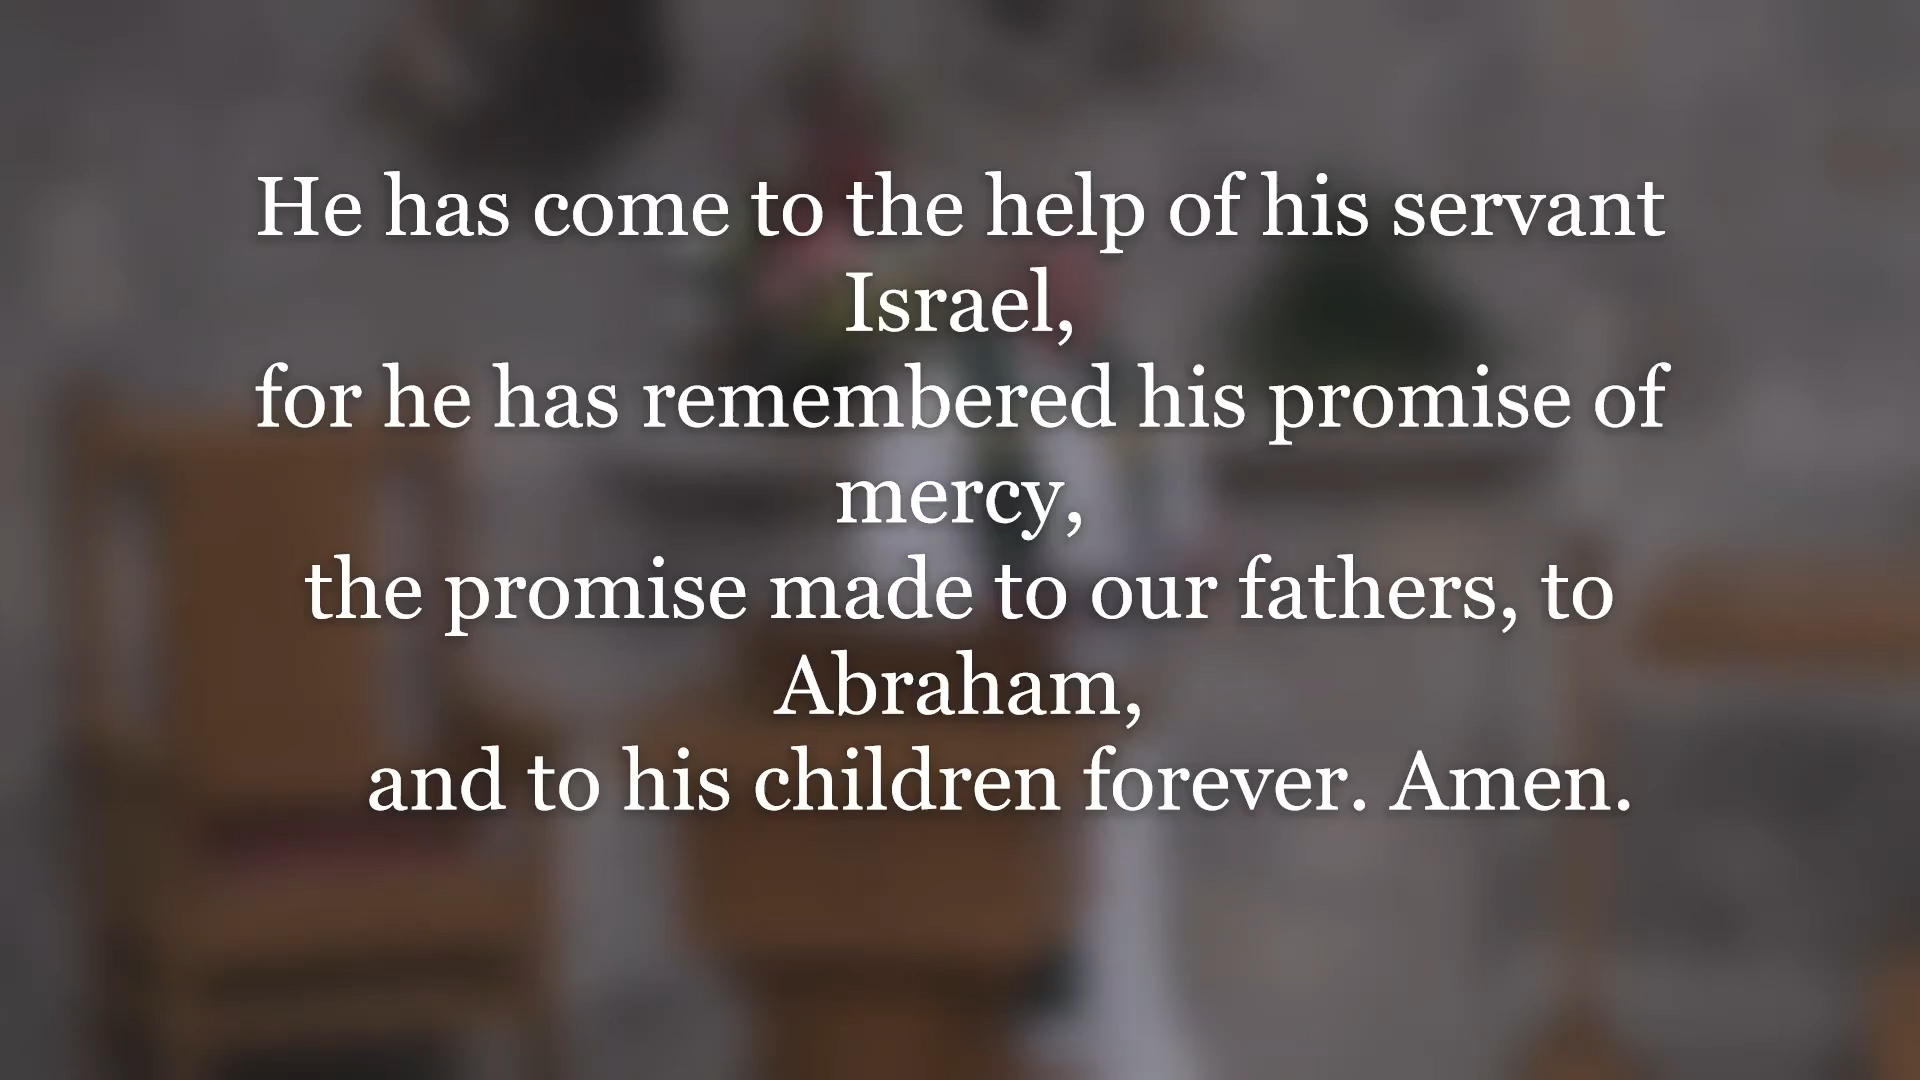 He has come to the help of his servant
Israel,
for he has remembered his promise of
mercy,
the promise made to our fathers, to
Abraham,
and to his children forever. Amen.